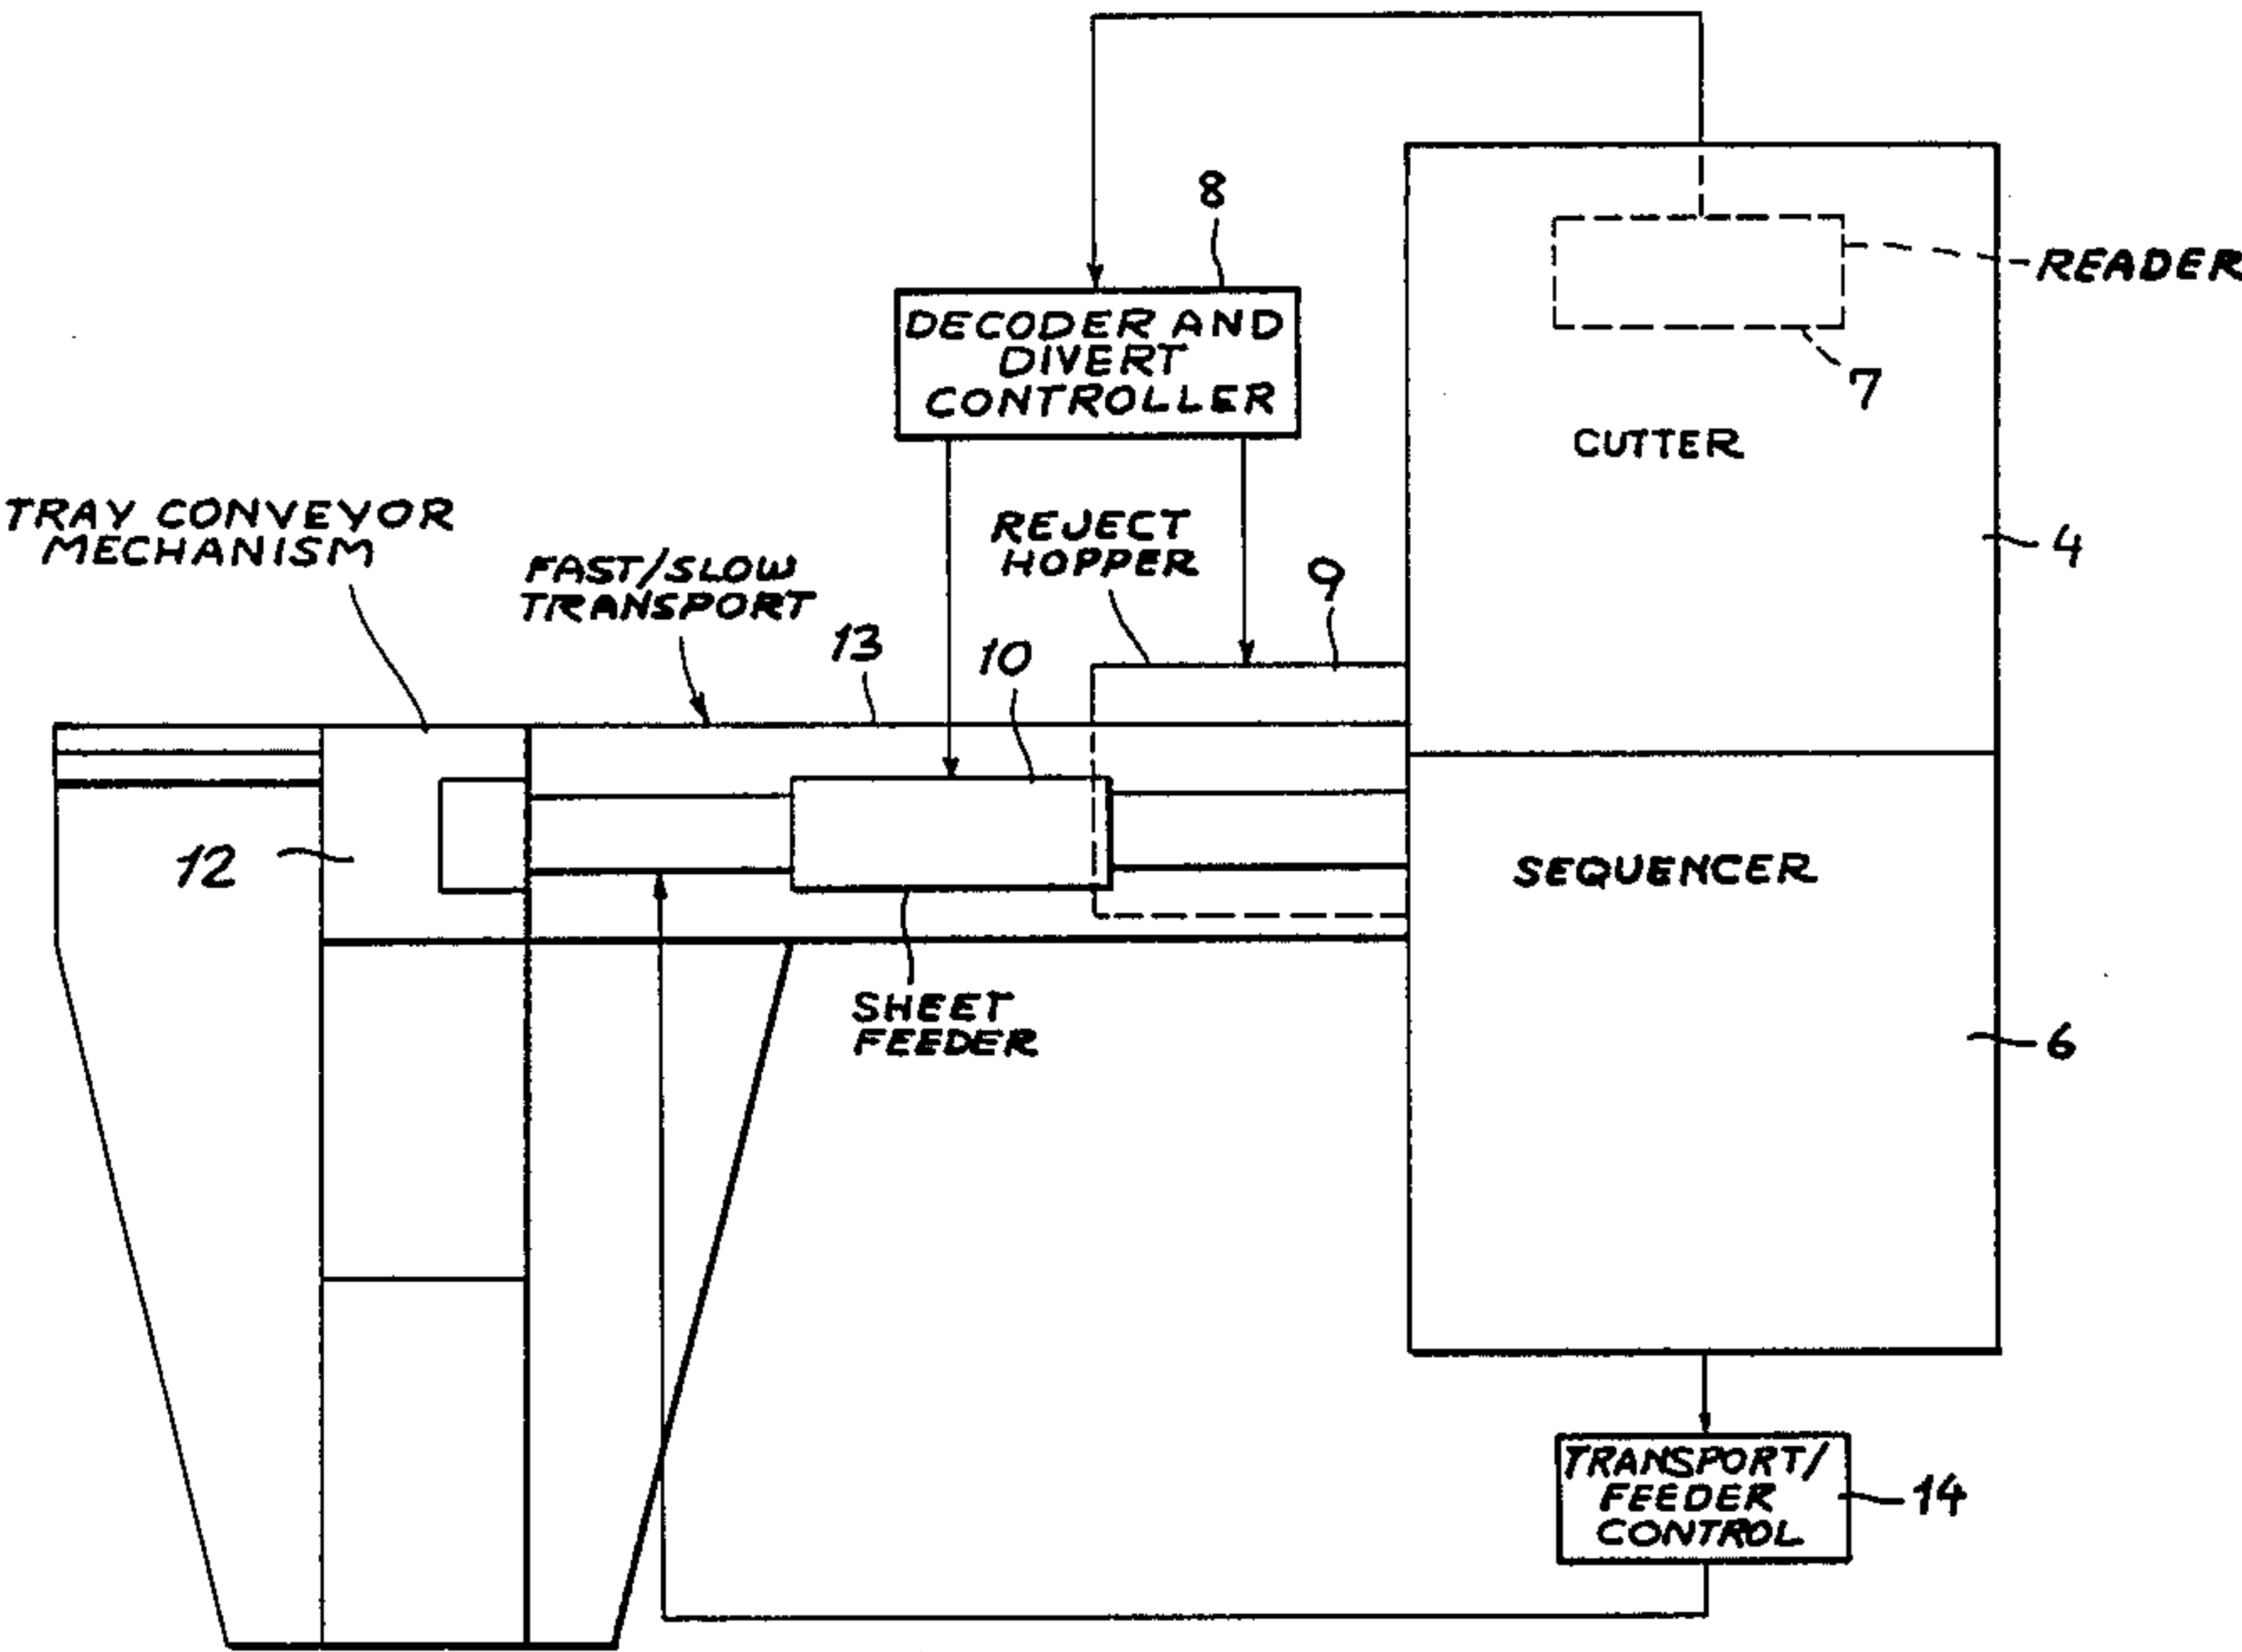 8
READER
DECODER AND
DIVERT
CONTROLLER
7
CUTTER
TRAY CONVEYOR
MECHANISM
REJECT
HOPPER
4
FAST/SLOW
TRANSPORT
9
13
10
12
SEQUENCER
SHEET
FEEDER
6
TRANSPORT/
FEEDER
CONTROL
14